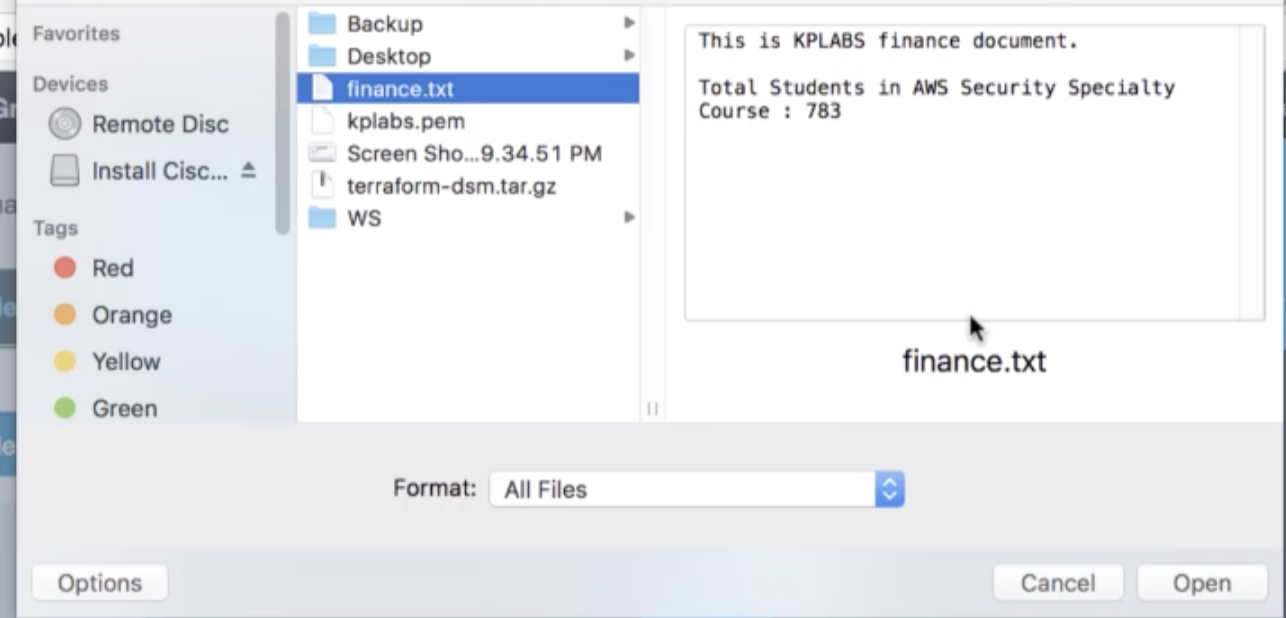 Favorites
Devices
Remote Disc
Install Cisc...
Tags
Red
Orange
Yellow
Green
Backup
Desktop
finance.txt
kplabs.pem
Screen Sho...9.34.51 PM
terraform-dsm.tar.gz
WS
This is KPLABS finance document.
Total Students in AWS Security Specialty
Course : 783
finance.txt
Format: All Files
Options
Cancel
Open